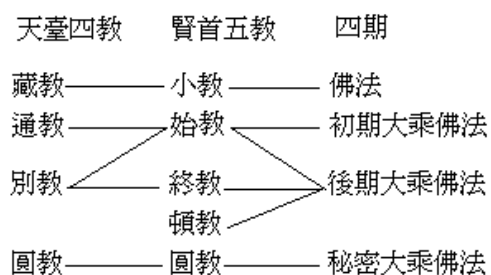 天臺四教 賢首五教 四期
藏教 小教 佛法
通教 始教 初期大乘佛法
別教 終教 後期大乘佛法
頓教
圓教 圓教 秘密大乘佛法